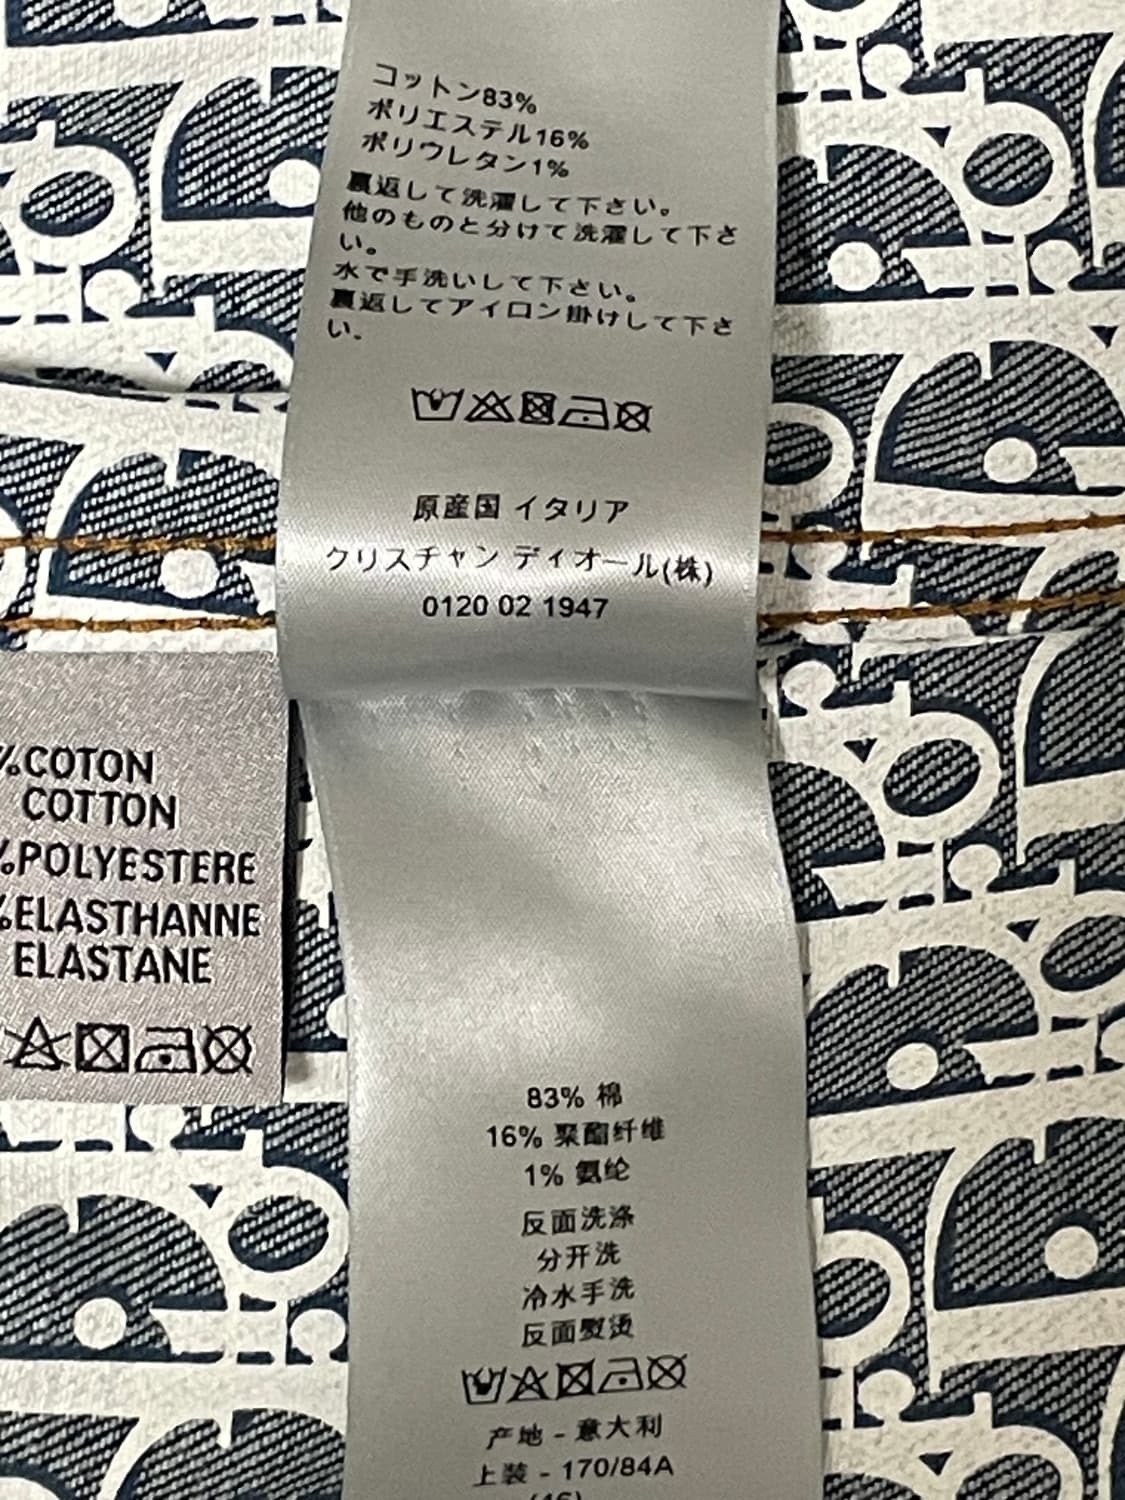 コットン83%
ポリエステル16%
ポリウレタン1%
裏返して洗濯して下さい。
他のものと分けて洗濯して下さ
い。
水で手洗いして下さい。
裏返してアイロン掛けして下さ
い。
原産国 イタリア
クリスチャン ディオール(株)
0120 02 1947
%COTON
COTTON
%POLYESTERE
%ELASTHANNE
ELASTANE
83% 棉
16% 聚酯纤维
1% 氨纶
反面洗涤
分开洗
冷水手洗
反面熨烫
产地 - 意大利
上装 - 170/84A